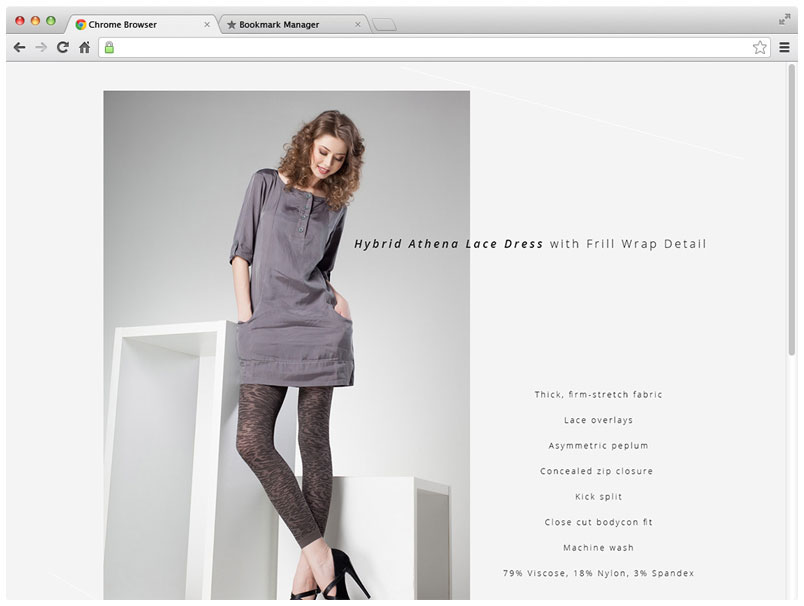 Chrome Browser
Bookmark Manager
Hybrid Athena Lace Dress with Frill Wrap Detail
Thick, firm-stretch fabric
Lace overlays
Asymmetric peplum
Concealed zip closure
Kick split
Close cut bodycon fit
Machine wash
79% Viscose, 18% Nylon, 3% Spandex